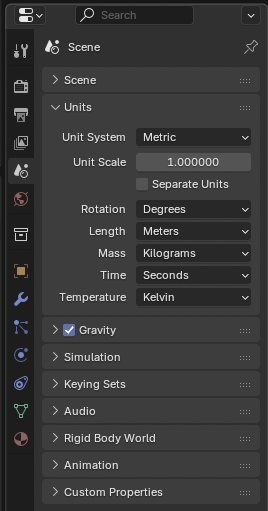 Search
Scene
Scene
Units
Unit System Metric
Unit Scale 1.000000
Separate Units
Rotation Degrees
Length Meters
Mass Kilograms
Time Seconds
Temperature Kelvin
Gravity
Simulation
Keying Sets
Audio
Rigid Body World
Animation
Custom Properties